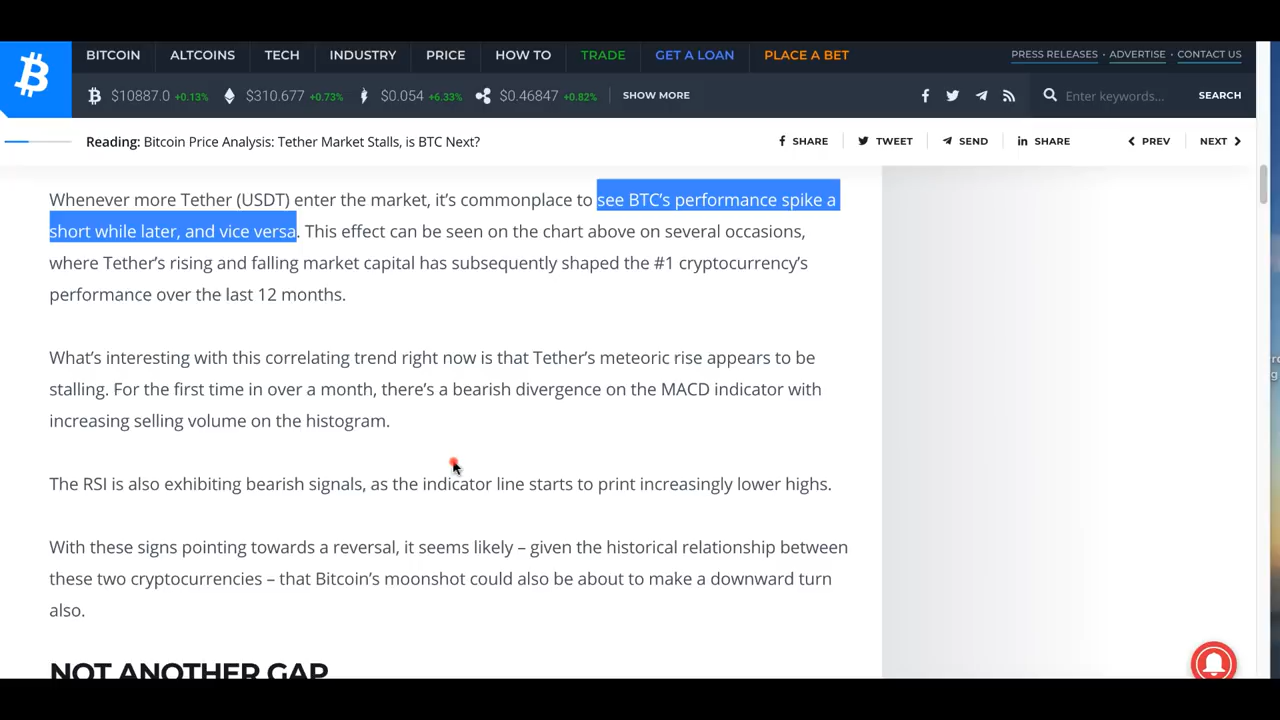 BITCOIN ALTCOINS TECH INDUSTRY PRICE HOW TO TRADE GET A LOAN PLACE A BET PRESS RELEASES · ADVERTISE · CONTACT US
$10887.0 +0.13% $310.677 +0.73% $0.054 +6.33% $0.46847 +0.82% SHOW MORE Enter keywords... SEARCH
Reading: Bitcoin Price Analysis: Tether Market Stalls, is BTC Next? SHARE TWEET SEND SHARE PREV NEXT
Whenever more Tether (USDT) enter the market, it's commonplace to see BTC's performance spike a
short while later, and vice versa. This effect can be seen on the chart above on several occasions,
where Tether's rising and falling market capital has subsequently shaped the #1 cryptocurrency's
performance over the last 12 months.
What's interesting with this correlating trend right now is that Tether's meteoric rise appears to be
stalling. For the first time in over a month, there's a bearish divergence on the MACD indicator with
increasing selling volume on the histogram.
The RSI is also exhibiting bearish signals, as the indicator line starts to print increasingly lower highs.
With these signs pointing towards a reversal, it seems likely – given the historical relationship between
these two cryptocurrencies – that Bitcoin's moonshot could also be about to make a downward turn
also.
NOT ANOTHER GAP